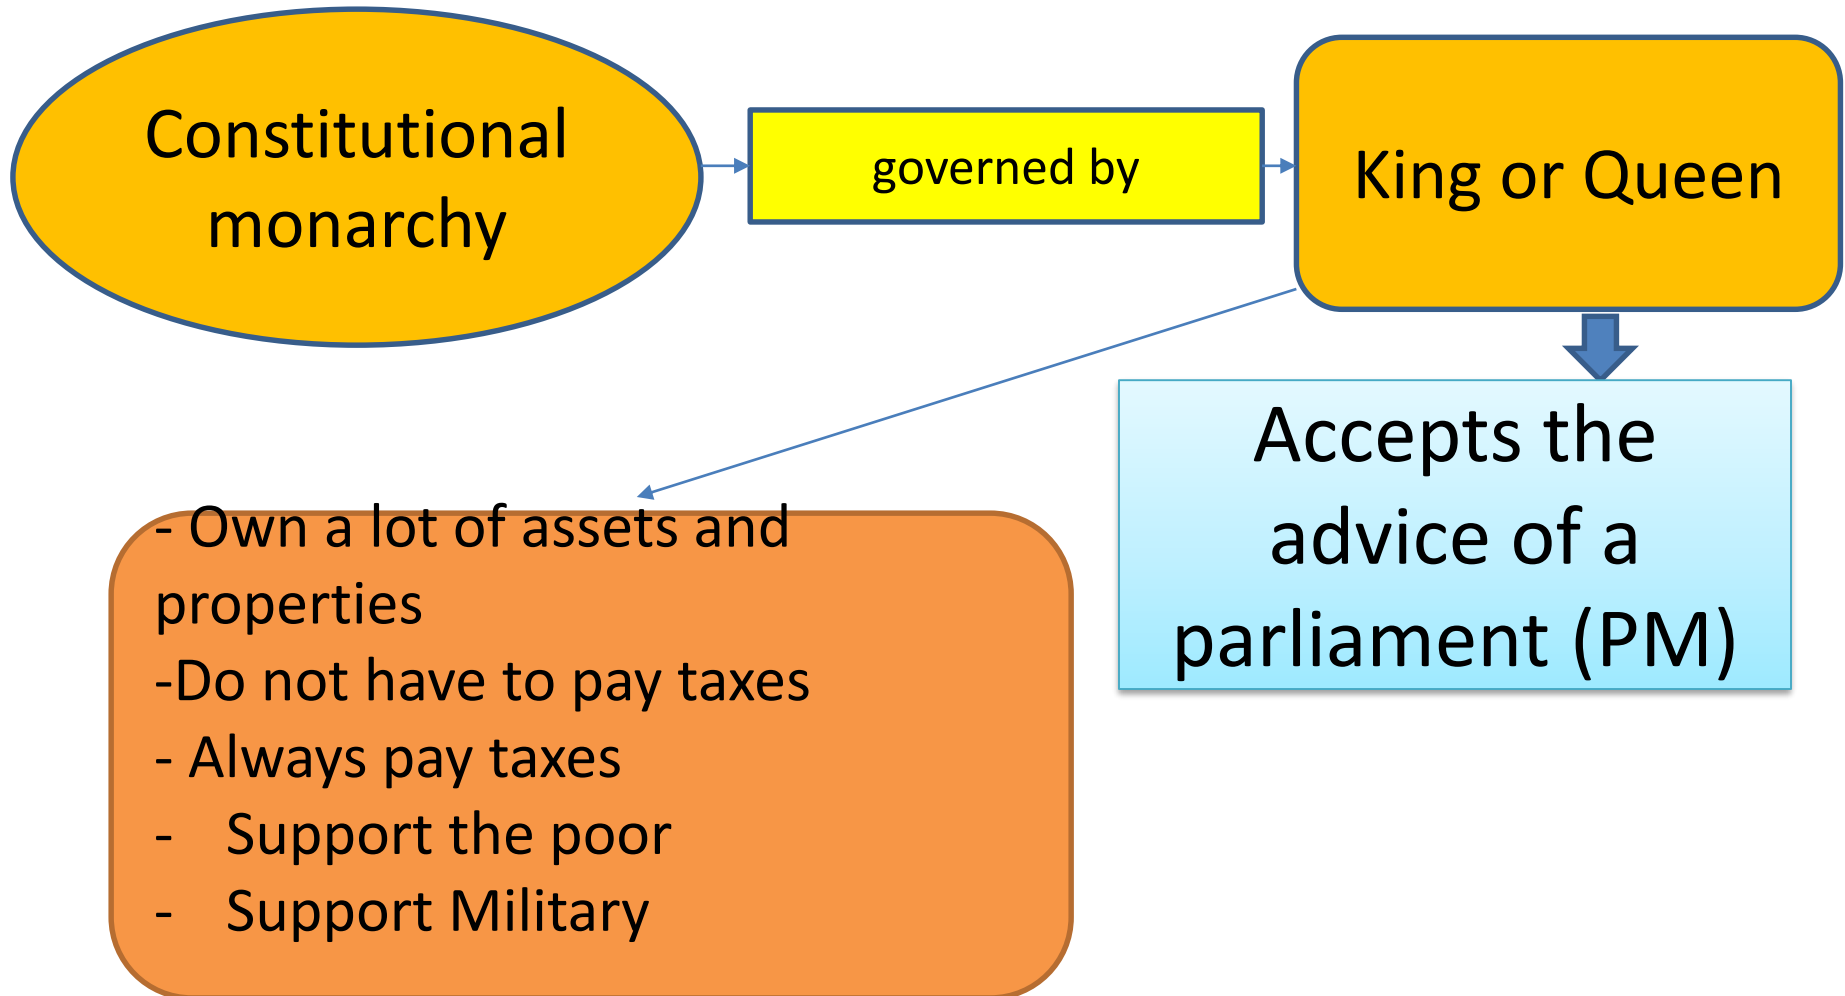 Constitutional
monarchy
governed by
King or Queen
Accepts the
advice of a
parliament (PM)
- Own a lot of assets and
properties
-Do not have to pay taxes
- Always pay taxes
- Support the poor
- Support Military